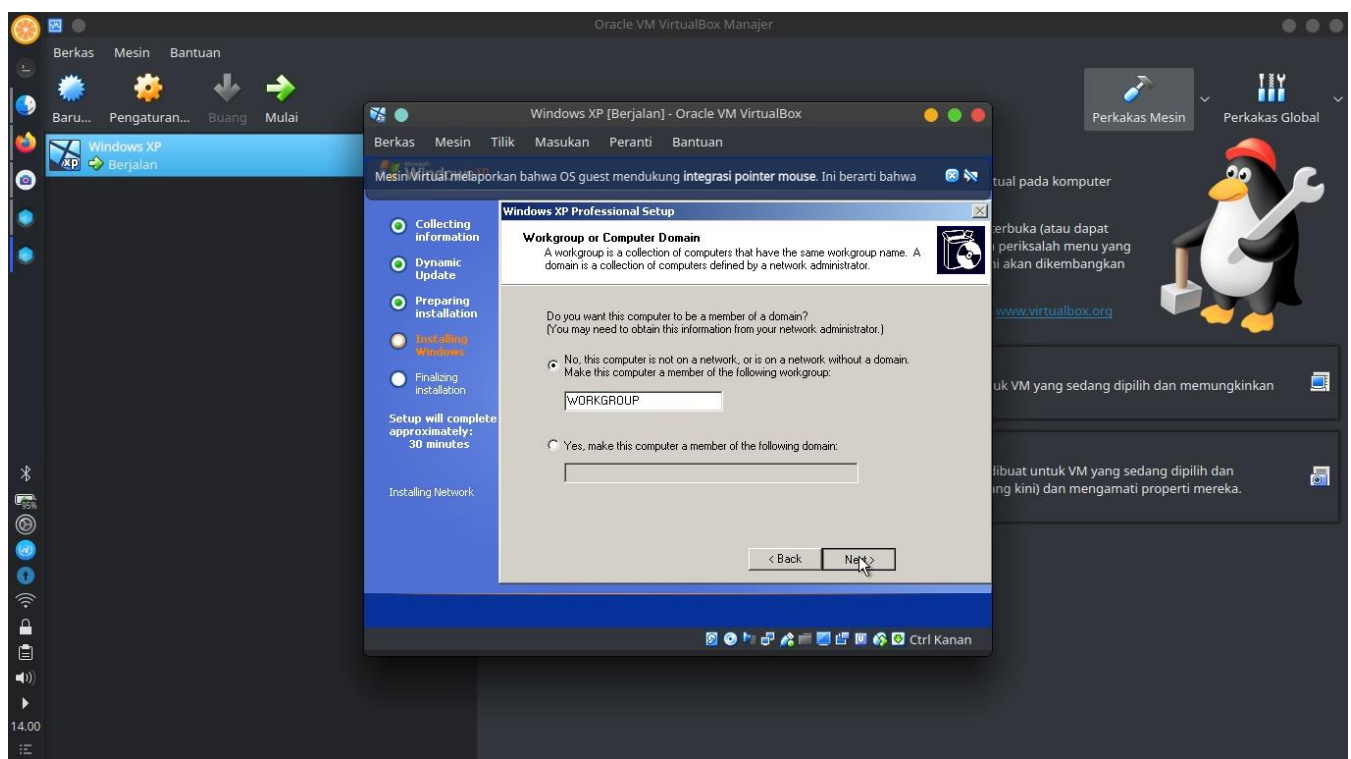 Oracle VM VirtualBox Manajer
Berkas Mesin Bantuan
Baru... Pengaturan... Buang Mulai
Perkakas Mesin Perkakas Global
Windows XP
Berjalan
Windows XP [Berjalan] - Oracle VM VirtualBox
Berkas Mesin Tilik Masukan Peranti Bantuan
Mesin Virtual melaporkan bahwa OS guest mendukung integrasi pointer mouse. Ini berarti bahwa
Collecting
information
Dynamic
Update
Preparing
installation
Installing
Windows
Finalizing
installation
Setup will complete
approximately:
30 minutes
Installing Network
Windows XP Professional Setup
Workgroup or Computer Domain
A workgroup is a collection of computers that have the same workgroup name. A
domain is a collection of computers defined by a network administrator.
Do you want this computer to be a member of a domain?
(You may need to obtain this information from your network administrator.)
No, this computer is not on a network, or is on a network without a domain.
Make this computer a member of the following workgroup:
WORKGROUP
Yes, make this computer a member of the following domain:
< Back Next >
Ctrl Kanan
tual pada komputer
erbuka (atau dapat
periksalah menu yang
ni akan dikembangkan
www.virtualbox.org
uk VM yang sedang dipilih dan memungkinkan
dibuat untuk VM yang sedang dipilih dan
ng kini) dan mengamati properti mereka.
95%
14.00